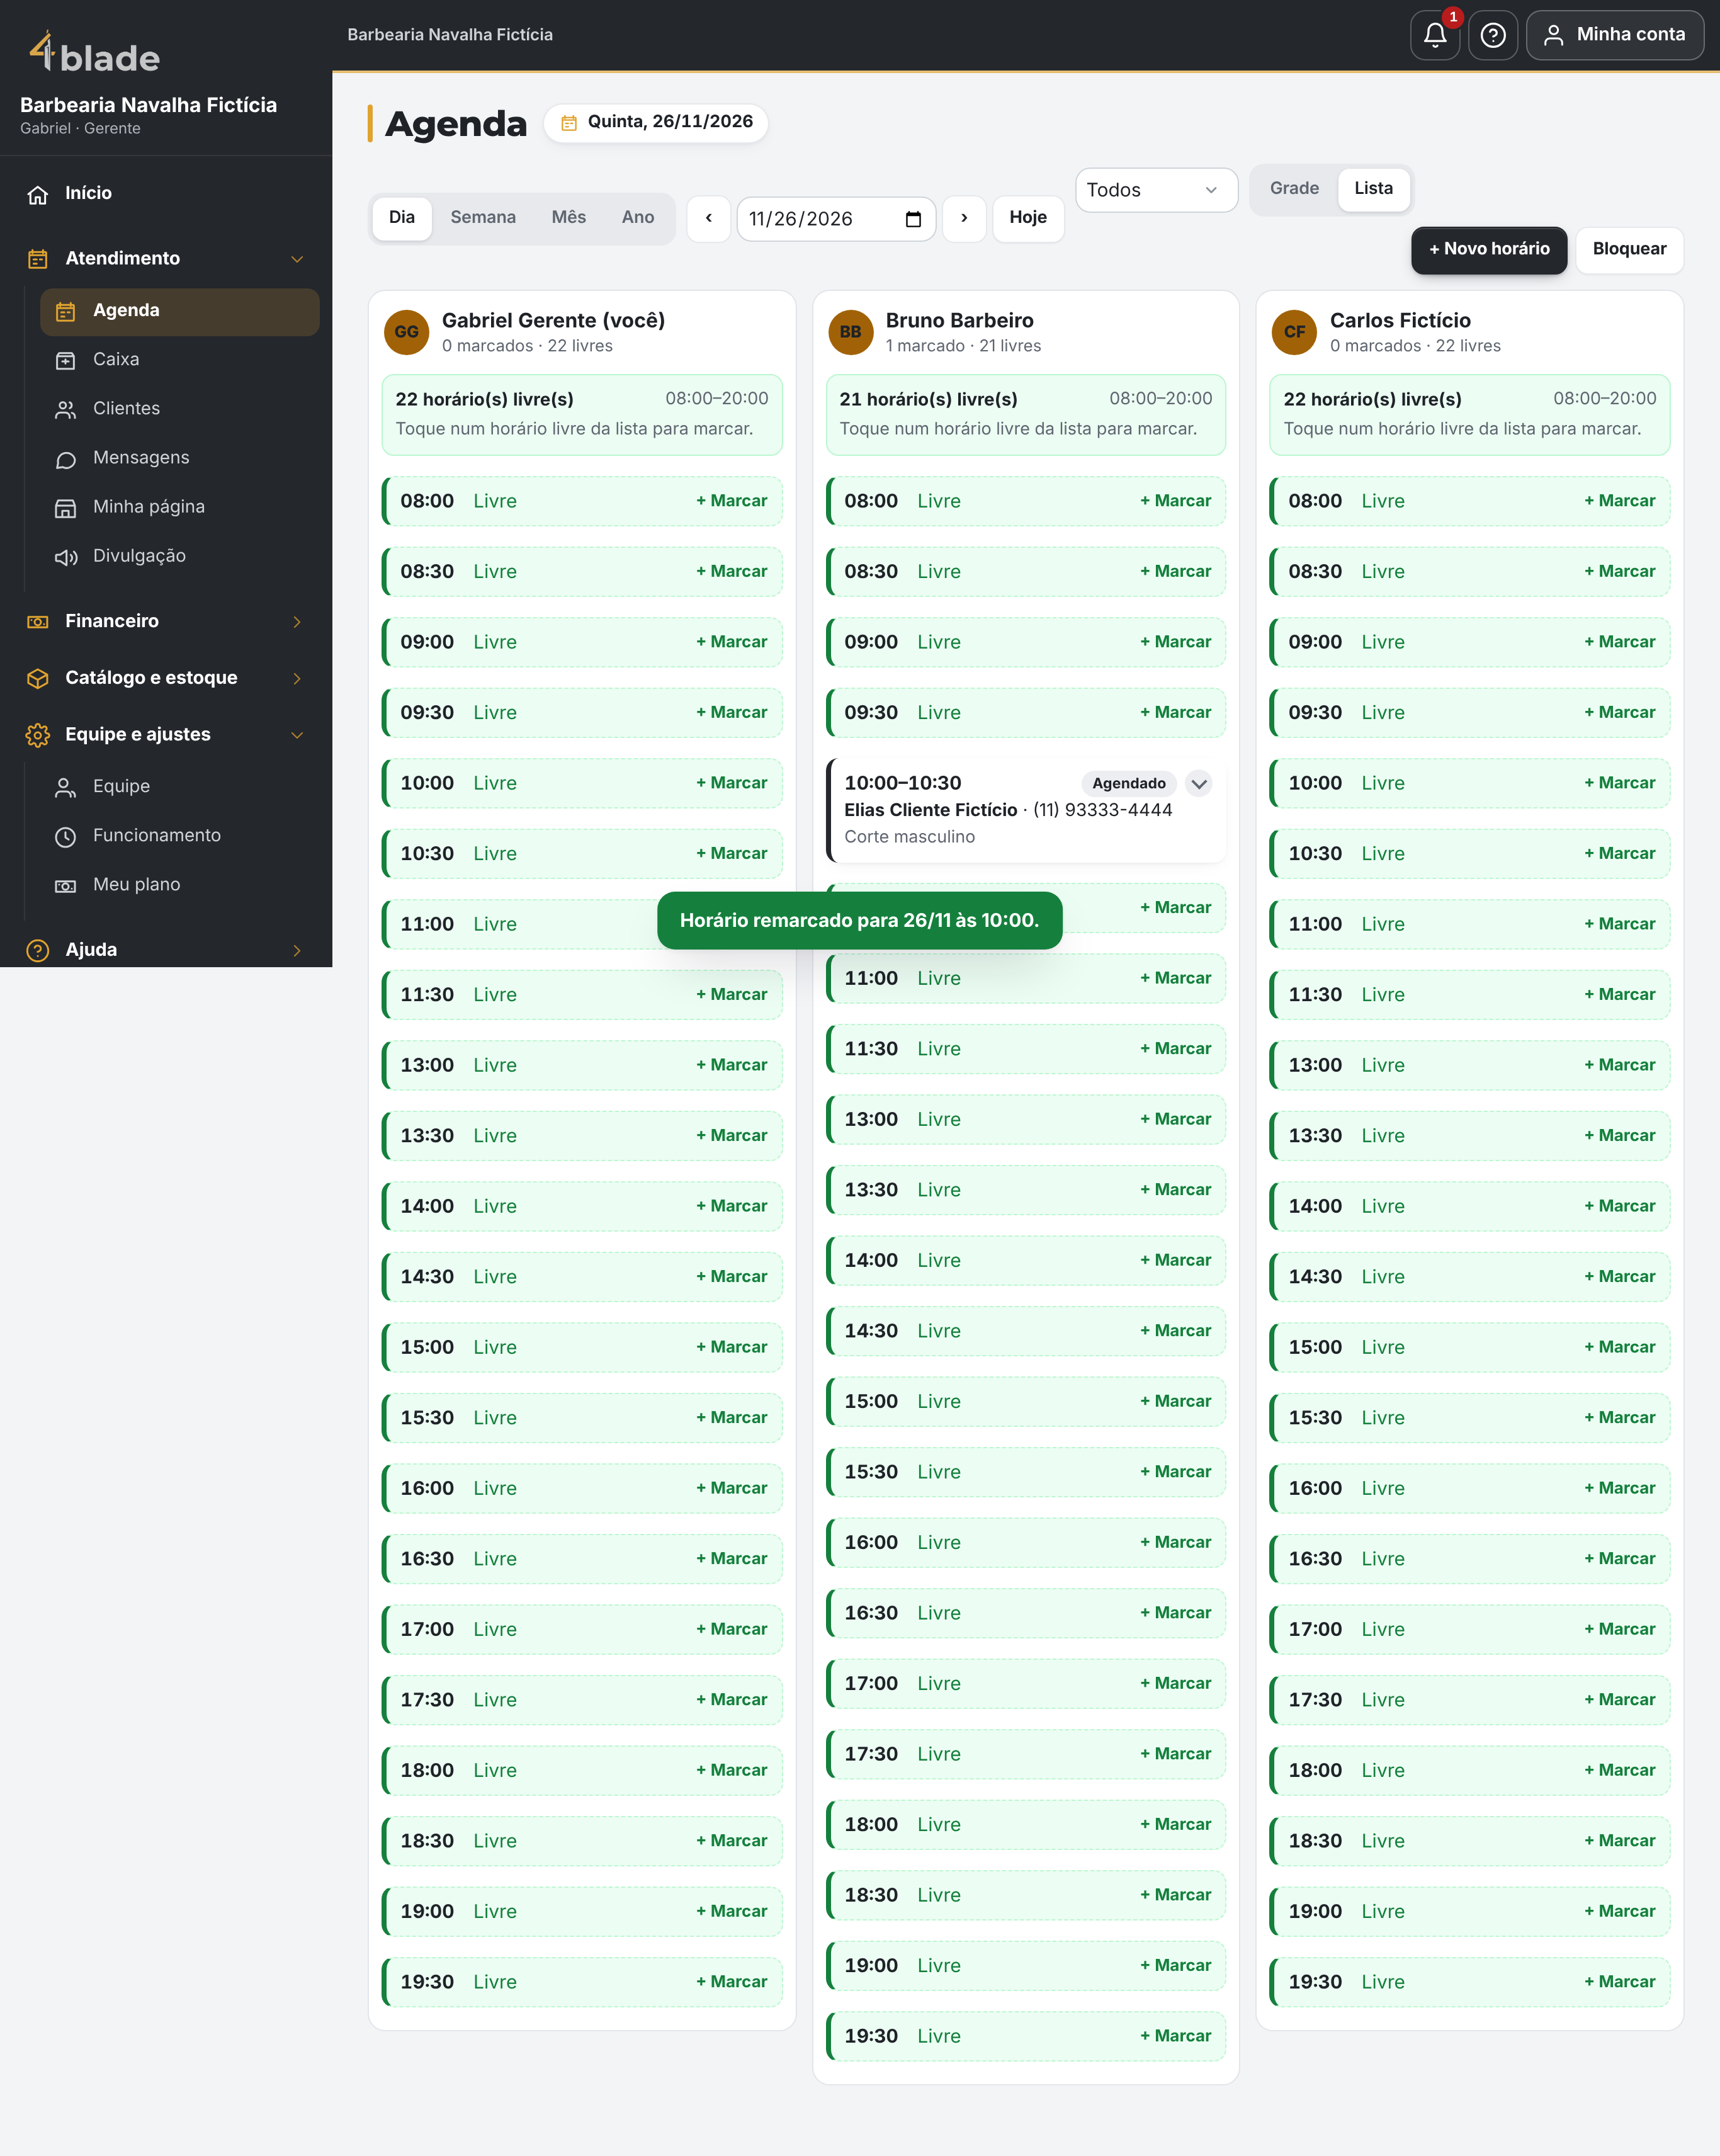 4blade
Barbearia Navalha Fictícia
Gabriel · Gerente
Início
Atendimento
Agenda
Caixa
Clientes
Mensagens
Minha página
Divulgação
Financeiro
Catálogo e estoque
Equipe e ajustes
Equipe
Funcionamento
Meu plano
Ajuda
Barbearia Navalha Fictícia
1
Minha conta
Agenda
Quinta, 26/11/2026
Dia Semana Mês Ano ‹ 11/26/2026 › Hoje Todos Grade Lista
+ Novo horário Bloquear
GG
Gabriel Gerente (você)
0 marcados · 22 livres
22 horário(s) livre(s) 08:00–20:00
Toque num horário livre da lista para marcar.
08:00 Livre + Marcar
08:30 Livre + Marcar
09:00 Livre + Marcar
09:30 Livre + Marcar
10:00 Livre + Marcar
10:30 Livre + Marcar
11:00 Livre
11:30 Livre + Marcar
13:00 Livre + Marcar
13:30 Livre + Marcar
14:00 Livre + Marcar
14:30 Livre + Marcar
15:00 Livre + Marcar
15:30 Livre + Marcar
16:00 Livre + Marcar
16:30 Livre + Marcar
17:00 Livre + Marcar
17:30 Livre + Marcar
18:00 Livre + Marcar
18:30 Livre + Marcar
19:00 Livre + Marcar
19:30 Livre + Marcar
BB
Bruno Barbeiro
1 marcado · 21 livres
21 horário(s) livre(s) 08:00–20:00
Toque num horário livre da lista para marcar.
08:00 Livre + Marcar
08:30 Livre + Marcar
09:00 Livre + Marcar
09:30 Livre + Marcar
10:00–10:30 Agendado
Elias Cliente Fictício · (11) 93333-4444
Corte masculino
+ Marcar
Horário remarcado para 26/11 às 10:00.
11:00 Livre + Marcar
11:30 Livre + Marcar
13:00 Livre + Marcar
13:30 Livre + Marcar
14:00 Livre + Marcar
14:30 Livre + Marcar
15:00 Livre + Marcar
15:30 Livre + Marcar
16:00 Livre + Marcar
16:30 Livre + Marcar
17:00 Livre + Marcar
17:30 Livre + Marcar
18:00 Livre + Marcar
18:30 Livre + Marcar
19:00 Livre + Marcar
19:30 Livre + Marcar
CF
Carlos Fictício
0 marcados · 22 livres
22 horário(s) livre(s) 08:00–20:00
Toque num horário livre da lista para marcar.
08:00 Livre + Marcar
08:30 Livre + Marcar
09:00 Livre + Marcar
09:30 Livre + Marcar
10:00 Livre + Marcar
10:30 Livre + Marcar
11:00 Livre + Marcar
11:30 Livre + Marcar
13:00 Livre + Marcar
13:30 Livre + Marcar
14:00 Livre + Marcar
14:30 Livre + Marcar
15:00 Livre + Marcar
15:30 Livre + Marcar
16:00 Livre + Marcar
16:30 Livre + Marcar
17:00 Livre + Marcar
17:30 Livre + Marcar
18:00 Livre + Marcar
18:30 Livre + Marcar
19:00 Livre + Marcar
19:30 Livre + Marcar